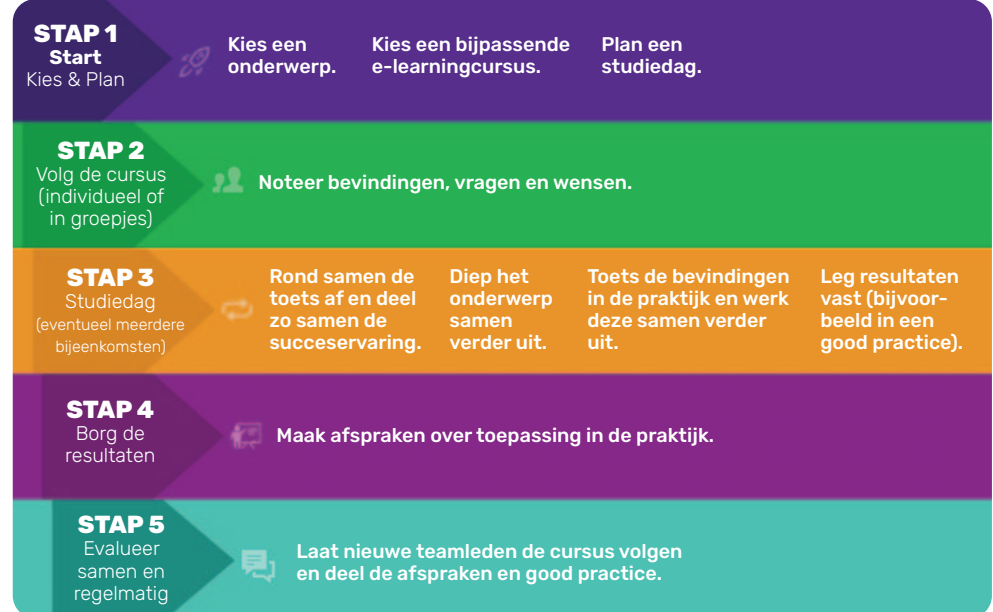 STAP 1
Start
Kies & Plan
Kies een
onderwerp.
Kies een bijpassende
e-learningcursus.
Plan een
studiedag.
STAP 2
Volg de cursus
(individueel of
in groepjes)
Noteer bevindingen, vragen en wensen.
STAP 3
Studiedag
(eventueel meerdere
bijeenkomsten)
Rond samen de
toets af en deel
zo samen de
succeservaring.
Diep het
onderwerp
samen
verder uit.
Toets de bevindingen
in de praktijk en werk
deze samen verder
uit.
Leg resultaten
vast (bijvoor-
beeld in een
good practice).
STAP 4
Borg de
resultaten
Maak afspraken over toepassing in de praktijk.
STAP 5
Evalueer
samen en
regelmatig
Laat nieuwe teamleden de cursus volgen
en deel de afspraken en good practice.